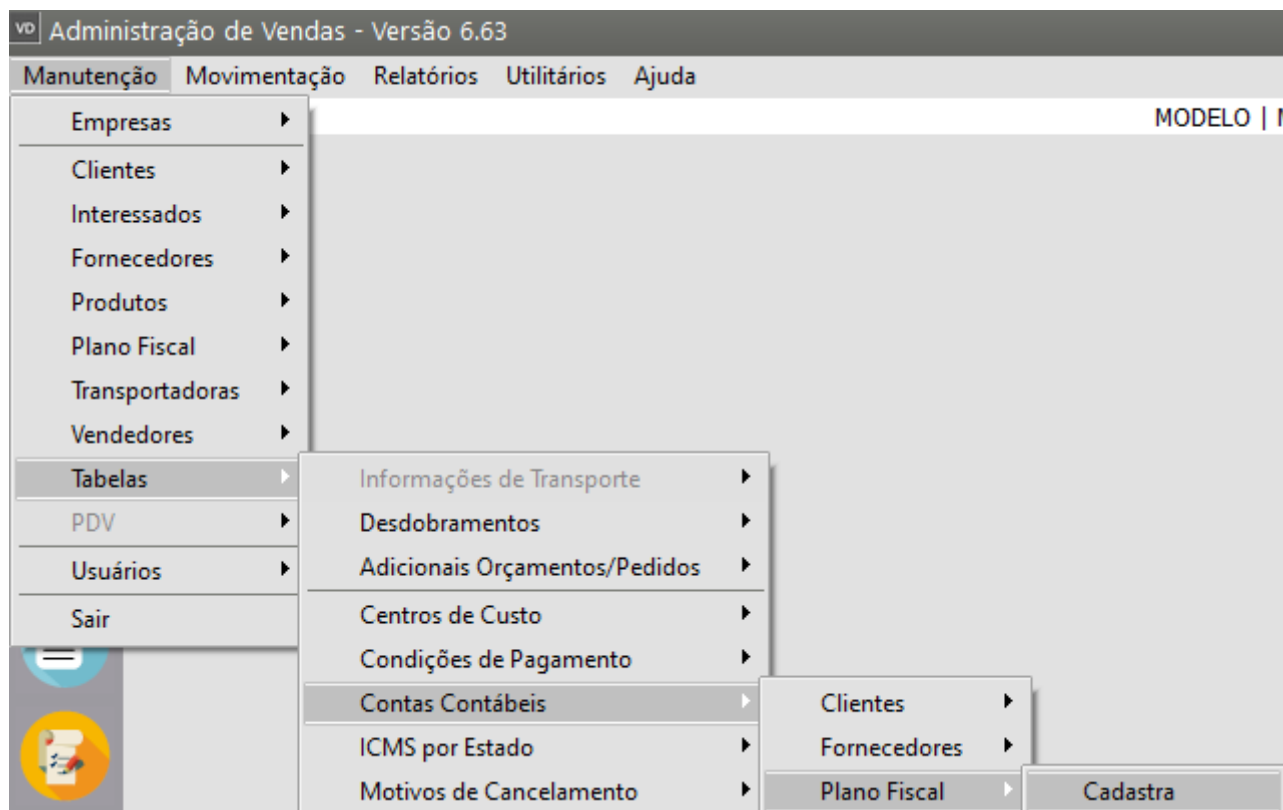 VD Administração de Vendas - Versão 6.63
Manutenção Movimentação Relatórios Utilitários Ajuda
MODELO |
Empresas
Clientes
Interessados
Fornecedores
Produtos
Plano Fiscal
Transportadoras
Vendedores
Tabelas
PDV
Usuários
Sair
Informações de Transporte
Desdobramentos
Adicionais Orçamentos/Pedidos
Centros de Custo
Condições de Pagamento
Contas Contábeis
ICMS por Estado
Motivos de Cancelamento
Clientes
Fornecedores
Plano Fiscal
Cadastra